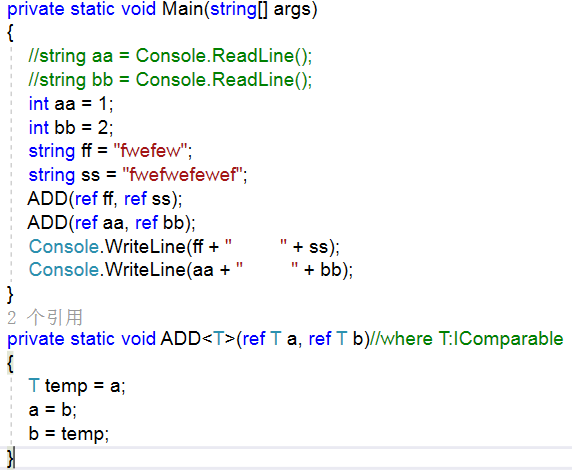 private static void Main(string[] args)
{
//string aa = Console.ReadLine();
//string bb = Console.ReadLine();
int aa = 1;
int bb = 2;
string ff = "fwefew";
string ss = "fwefwefewef";
ADD(ref ff, ref ss);
ADD(ref aa, ref bb);
Console.WriteLine(ff + "        " + ss);
Console.WriteLine(aa + "        " + bb);
}
2 个引用
private static void ADD<T>(ref T a, ref T b)//where T:IComparable
{
T temp = a;
a = b;
b = temp;
}